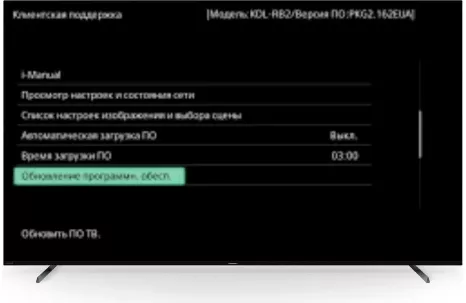 Клиентская поддержка [Модель: KDL-RB2/Версия ПО:PKG2.162EUA]
i-Manual
Просмотр настроек и состояния сети
Список настроек изображения и выбора сцены
Автоматическая загрузка ПО Выкл.
Время загрузки ПО 03:00
Обновление программн. обесп.
Обновить ПО ТВ.